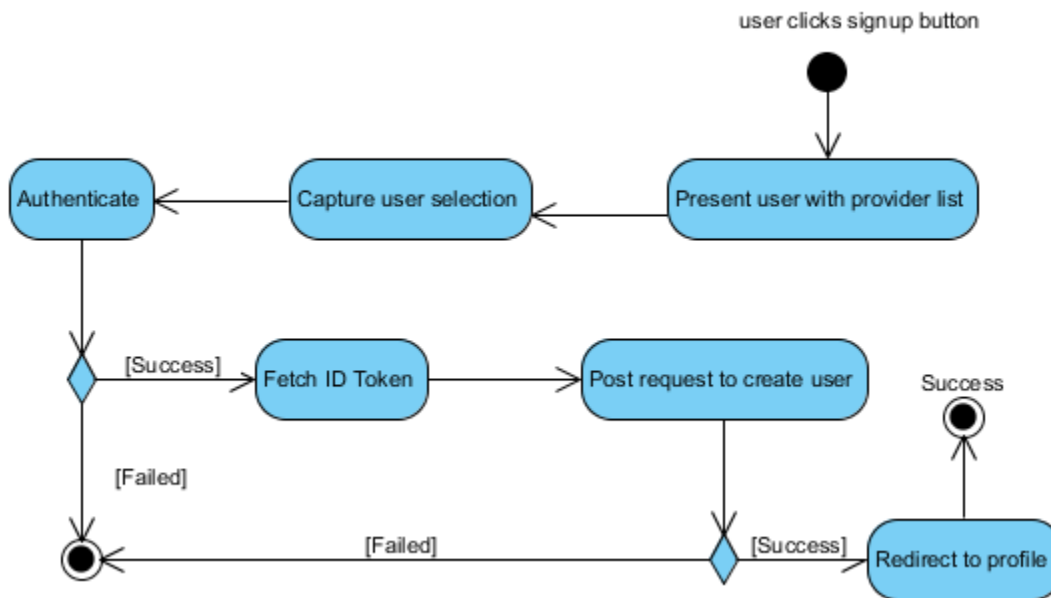 user clicks signup button
Authenticate
Capture user selection
Present user with provider list
[Success]
Fetch ID Token
Post request to create user
Success
[Failed]
[Failed]
[Success]
Redirect to profile